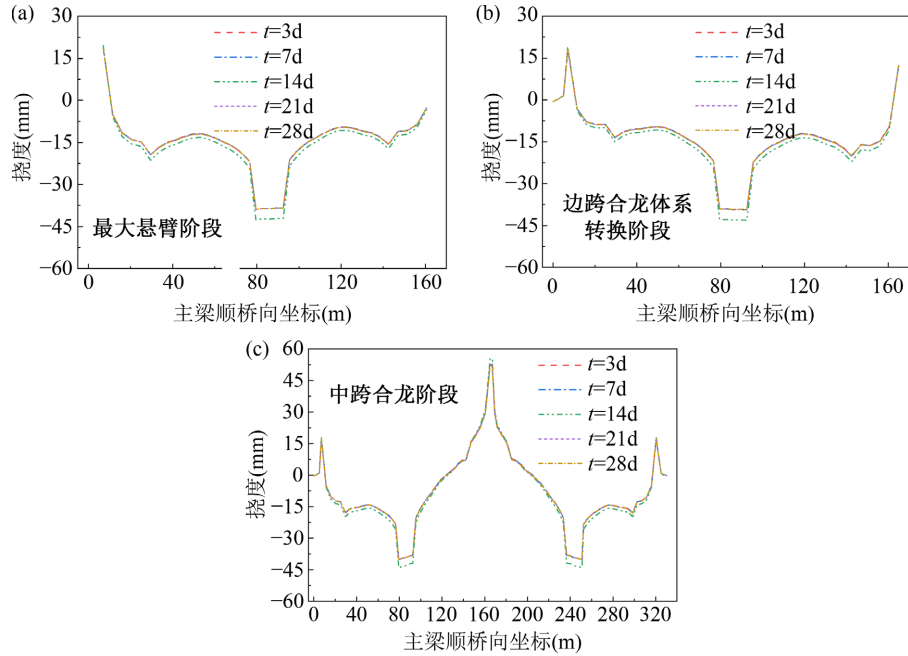 (a)
30
15
0
−15
−30
−45
−60
挠度(mm)
t=3d
t=7d
t=14d
t=21d
t=28d
最大悬臂阶段
0
40
80
120
160
主梁顺桥向坐标(m)
(b)
30
15
0
−15
−30
−45
−60
挠度(mm)
t=3d
t=7d
t=14d
t=21d
t=28d
边跨合龙体系
转换阶段
0
40
80
120
160
主梁顺桥向坐标(m)
(c)
60
45
30
15
0
−15
−30
−45
−60
挠度(mm)
中跨合龙阶段
t=3d
t=7d
t=14d
t=21d
t=28d
0
40
80
120
160
200
240
280
320
主梁顺桥向坐标(m)